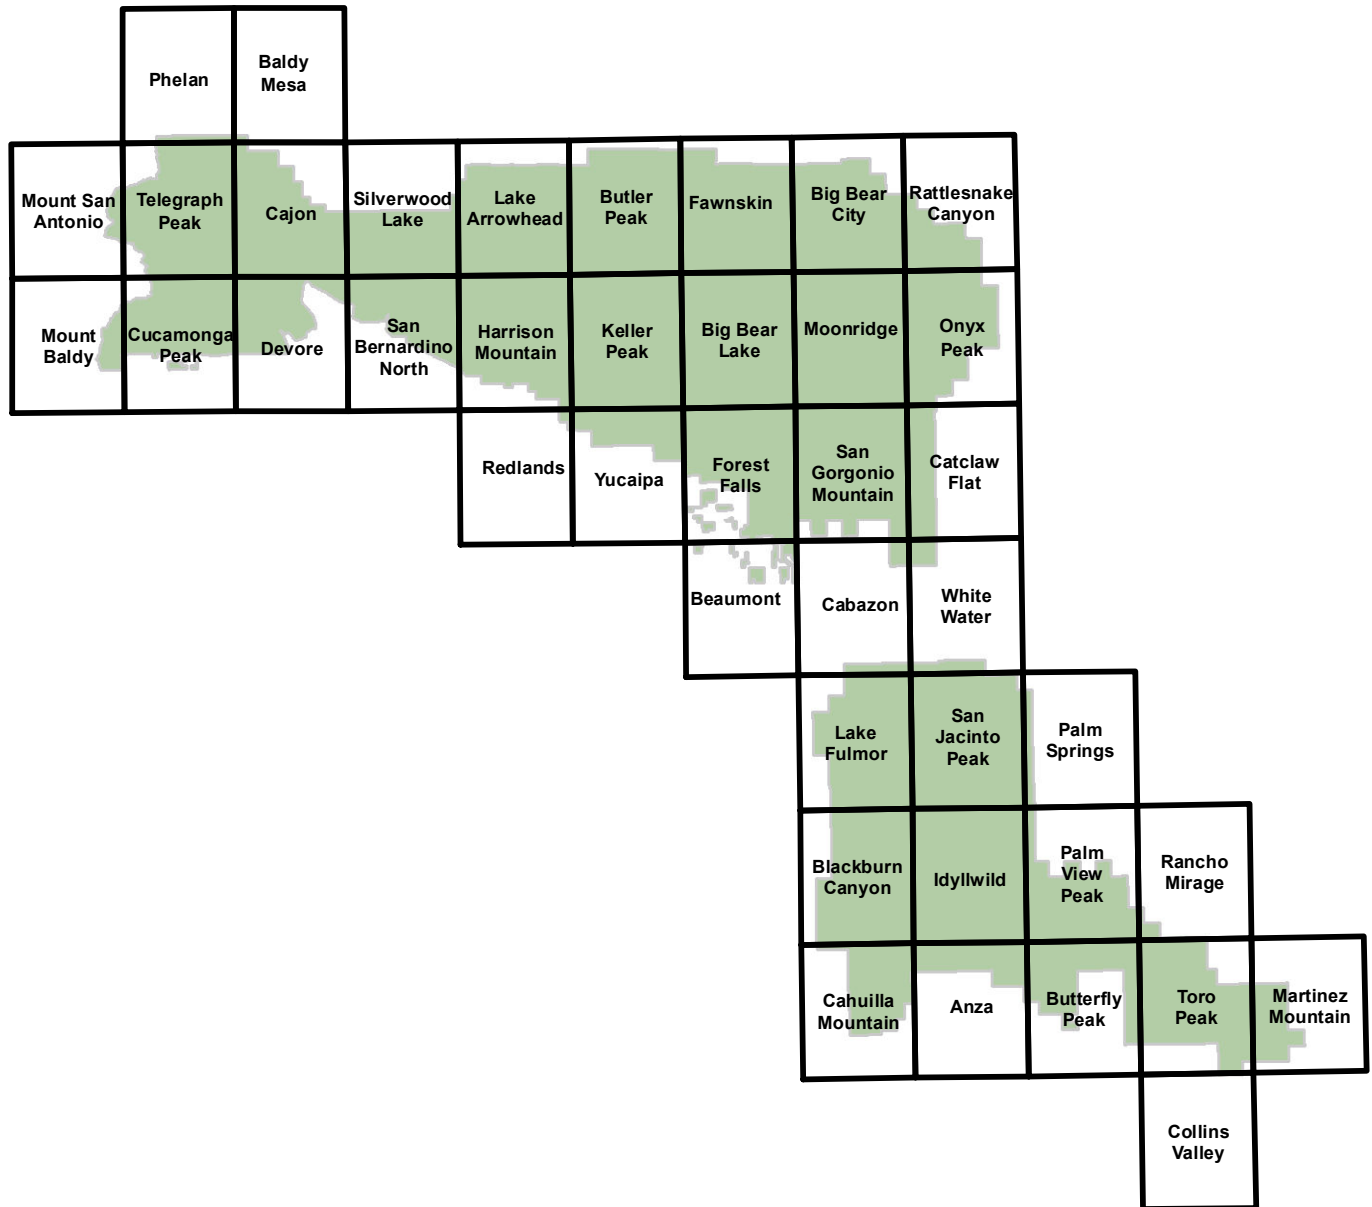 Phelan
Baldy
Mesa
Mount San
Antonio
Telegraph
Peak
Cajon
Silverwood
Lake
Lake
Arrowhead
Butler
Peak
Fawnskin
Big Bear
City
Rattlesnake
Canyon
Mount
Baldy
Cucamonga
Peak
Devore
San
Bernardino
North
Harrison
Mountain
Keller
Peak
Big Bear
Lake
Moonridge
Onyx
Peak
Redlands
Yucaipa
Forest
Falls
San
Gorgonio
Mountain
Catclaw
Flat
Beaumont
Cabazon
White
Water
Lake
Fulmor
San
Jacinto
Peak
Palm
Springs
Blackburn
Canyon
Idyllwild
Palm
View
Peak
Rancho
Mirage
Cahuilla
Mountain
Anza
Butterfly
Peak
Toro
Peak
Martinez
Mountain
Collins
Valley